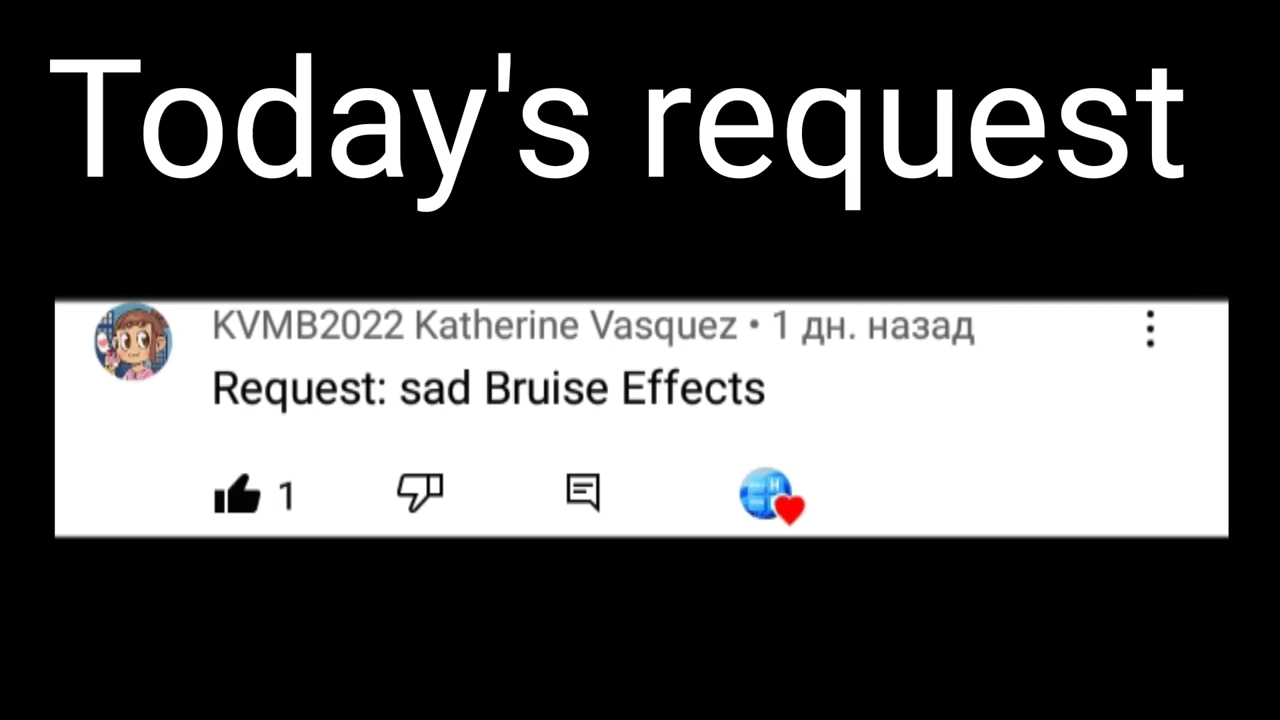 Today's request
KVMB2022 Katherine Vasquez • 1 дн. назад
Request: sad Bruise Effects
1
H